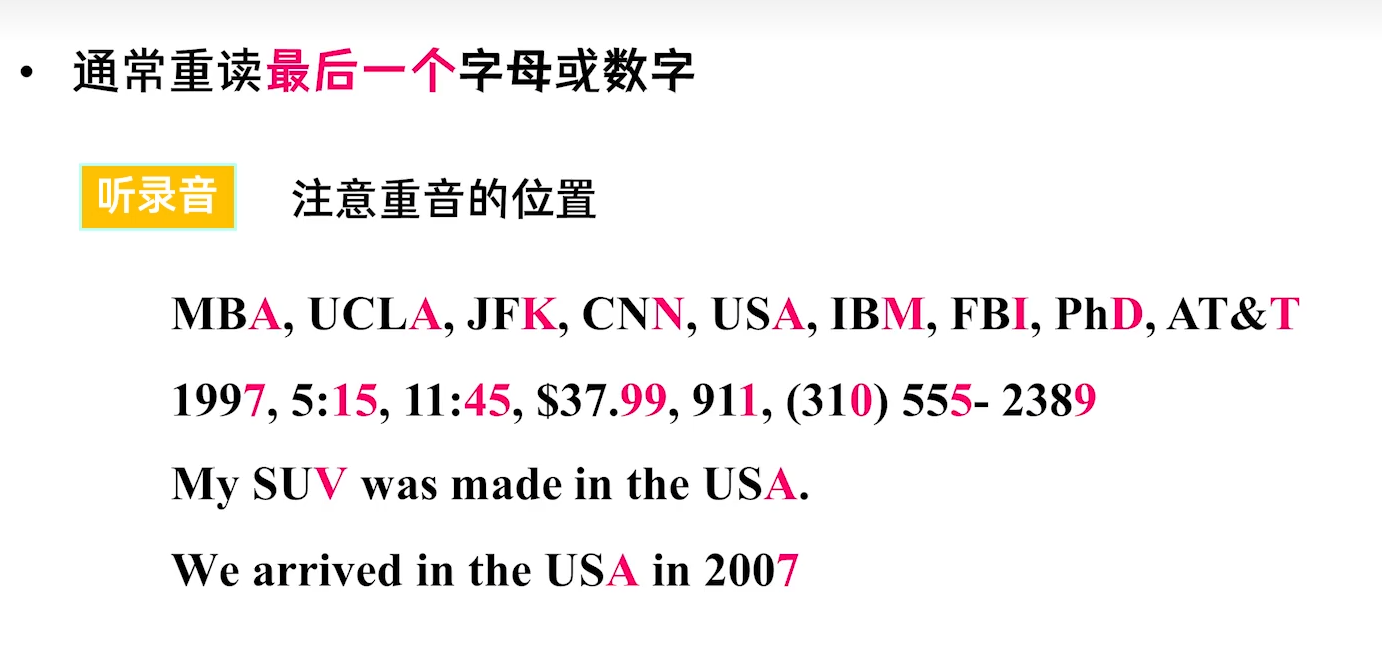 • 通常重读最后一个字母或数字
听录音 注意重音的位置
MBA, UCLA, JFK, CNN, USA, IBM, FBI, PhD, AT&T
1997, 5:15, 11:45, $37.99, 911, (310) 555- 2389
My SUV was made in the USA.
We arrived in the USA in 2007